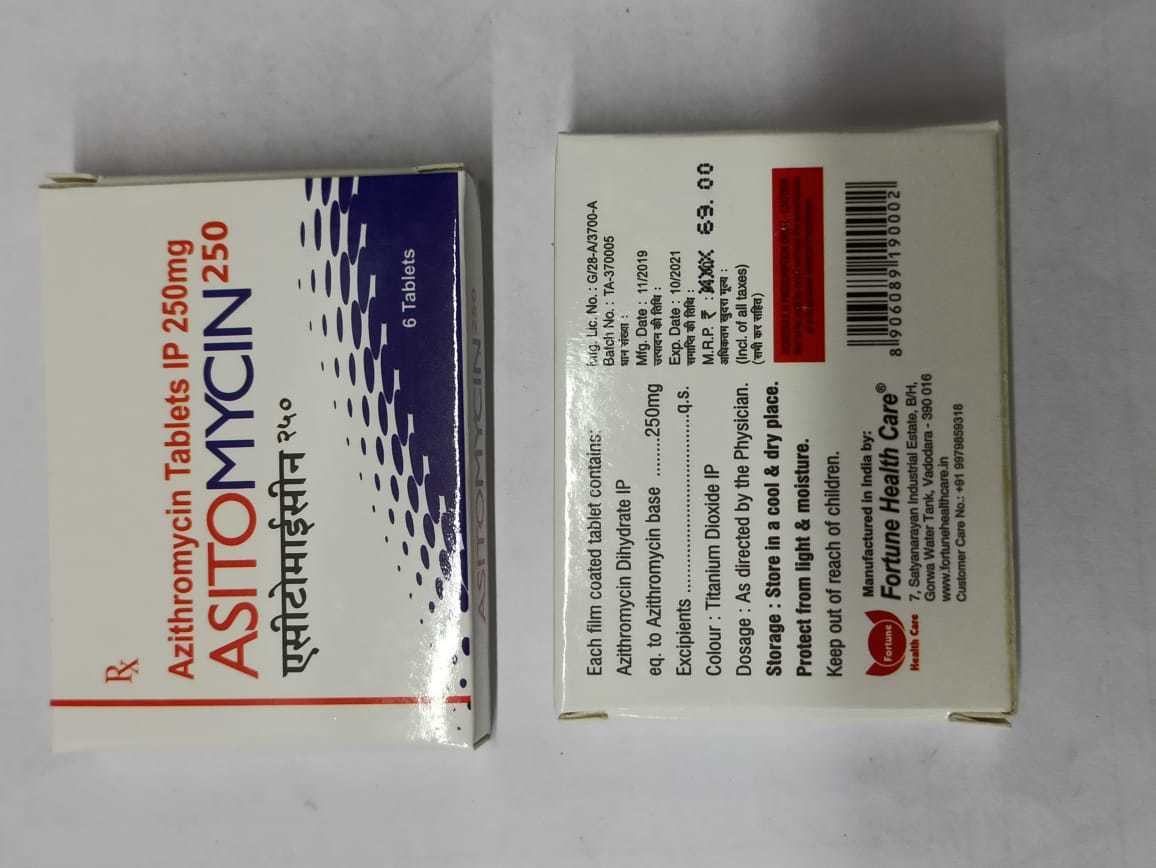 Rx
Azithromycin Tablets IP 250mg
ASITOMYCIN 250
एसीटोमाईसीन २५०
6 Tablets
ASITOMYCIN 250
Each film coated tablet contains:
Azithromycin Dihydrate IP
eq. to Azithromycin base .........250mg
Excipients ....................................q.s.
Colour : Titanium Dioxide IP
Dosage : As directed by the Physician.
Storage : Store in a cool & dry place.
Protect from light & moisture.
Keep out of reach of children.
Fortune
Health Care
Manufactured in India by:
Fortune Health Care®
7, Satyanarayan Industrial Estate, B/H,
Gorwa Water Tank, Vadodara - 390 016
www.fortunehealthcare.in
Customer Care No.: +91 9979859318
Mfg. Lic. No. : G/28-A/3700-A
Batch No. : TA-370005
घान संख्या :
Mfg. Date : 11/2019
उत्पादन की तिथि :
Exp. Date : 10/2021
समाप्ति की तिथि :
M.R.P. ₹ : 69.00
अधिकतम खुदरा मूल्य :
(Incl. of all taxes)
(सभी कर सहित)
8 906089 190002